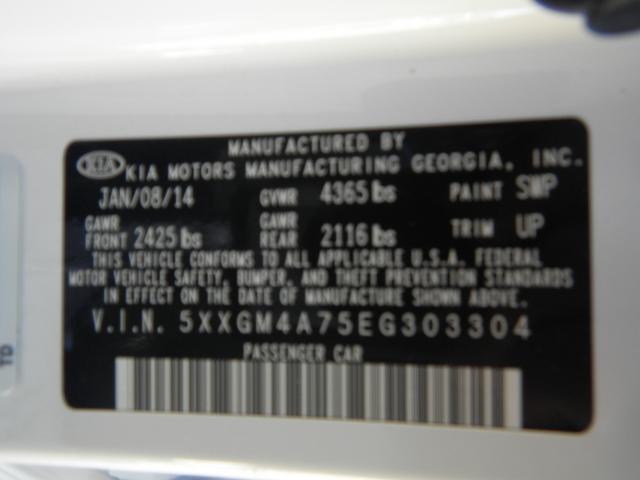 MANUFACTURED BY
KIA KIA MOTORS MANUFACTURING GEORGIA, INC.
JAN/08/14 GVWR 4365 lbs PAINT SWP
GAWR FRONT 2425 lbs GAWR REAR 2116 lbs TRIM UP
THIS VEHICLE CONFORMS TO ALL APPLICABLE U.S.A. FEDERAL
MOTOR VEHICLE SAFETY, BUMPER, AND THEFT PREVENTION STANDARDS
IN EFFECT ON THE DATE OF MANUFACTURE SHOWN ABOVE
V.I.N. 5XXGM4A75EG303304
PASSENGER CAR
TD